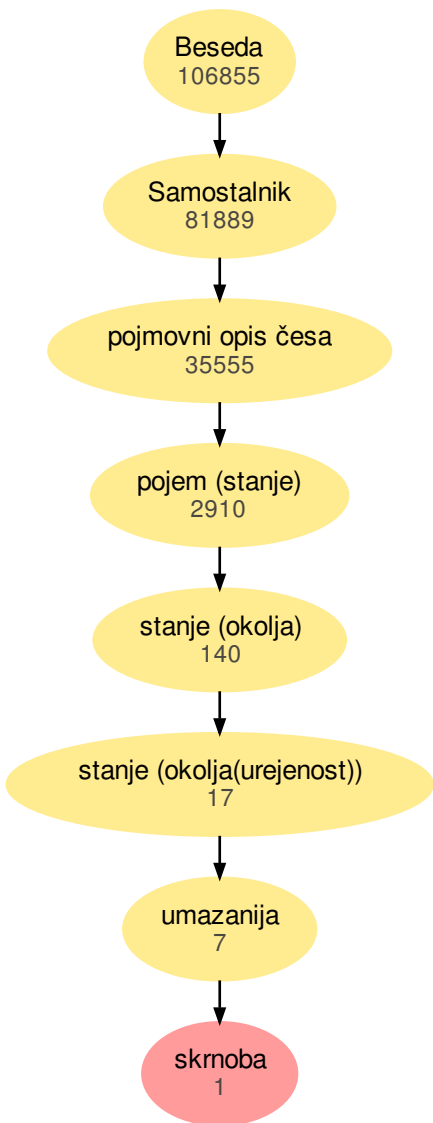 Beseda
106855
Samostalnik
81889
pojmovni opis česa
35555
pojem (stanje)
2910
stanje (okolja)
140
stanje (okolja(urejenost))
17
umazanija
7
skrnoba
1